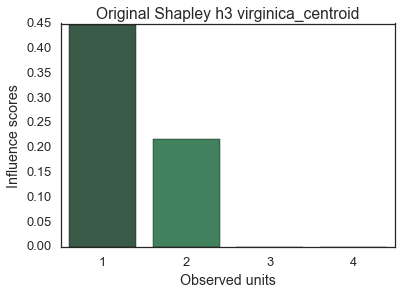 Original Shapley h3 virginica_centroid
0.45
0.40
0.35
0.30
0.25
0.20
0.15
0.10
0.05
0.00
Influence scores
1 2 3 4
Observed units